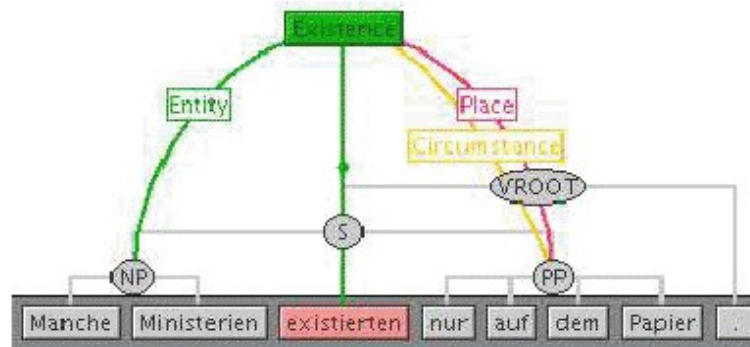 Existence
Entity
Place
Circumstance
VROOT
S
NP
PP
Manche Ministerien existierten nur auf dem Papier .